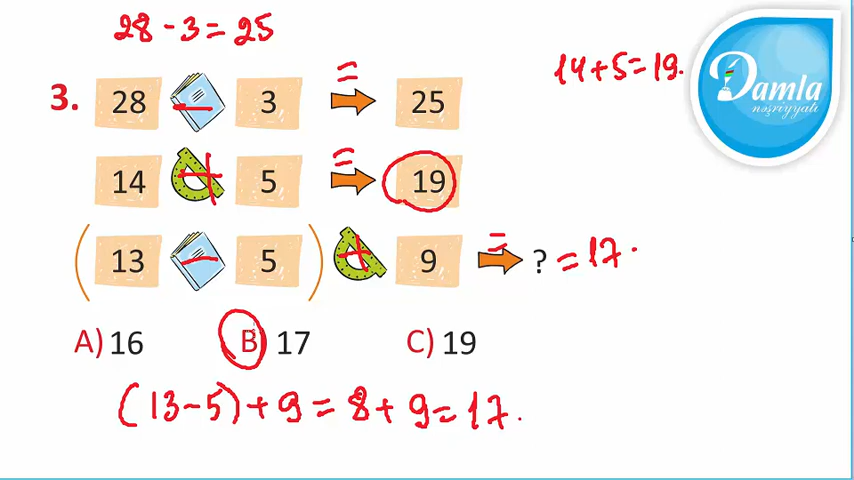 28 - 3 = 25
14+5=19.
Damla
nəşriyyatı
3. 28 - 3 = 25
14 + 5 = 19
(13 - 5) + 9 = ? = 17.
A) 16 B) 17 C) 19
(13-5)+9=8+9=17.